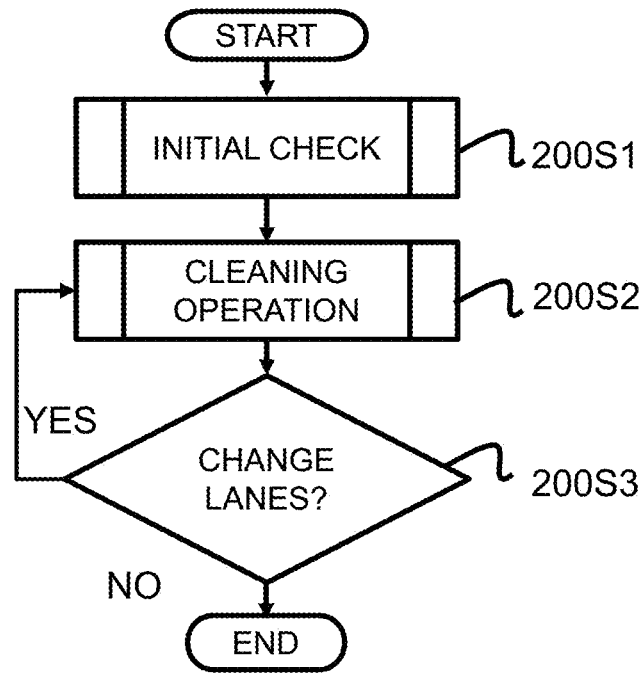 START
INITIAL CHECK
200S1
CLEANING
OPERATION
200S2
YES
CHANGE
LANES?
200S3
NO
END